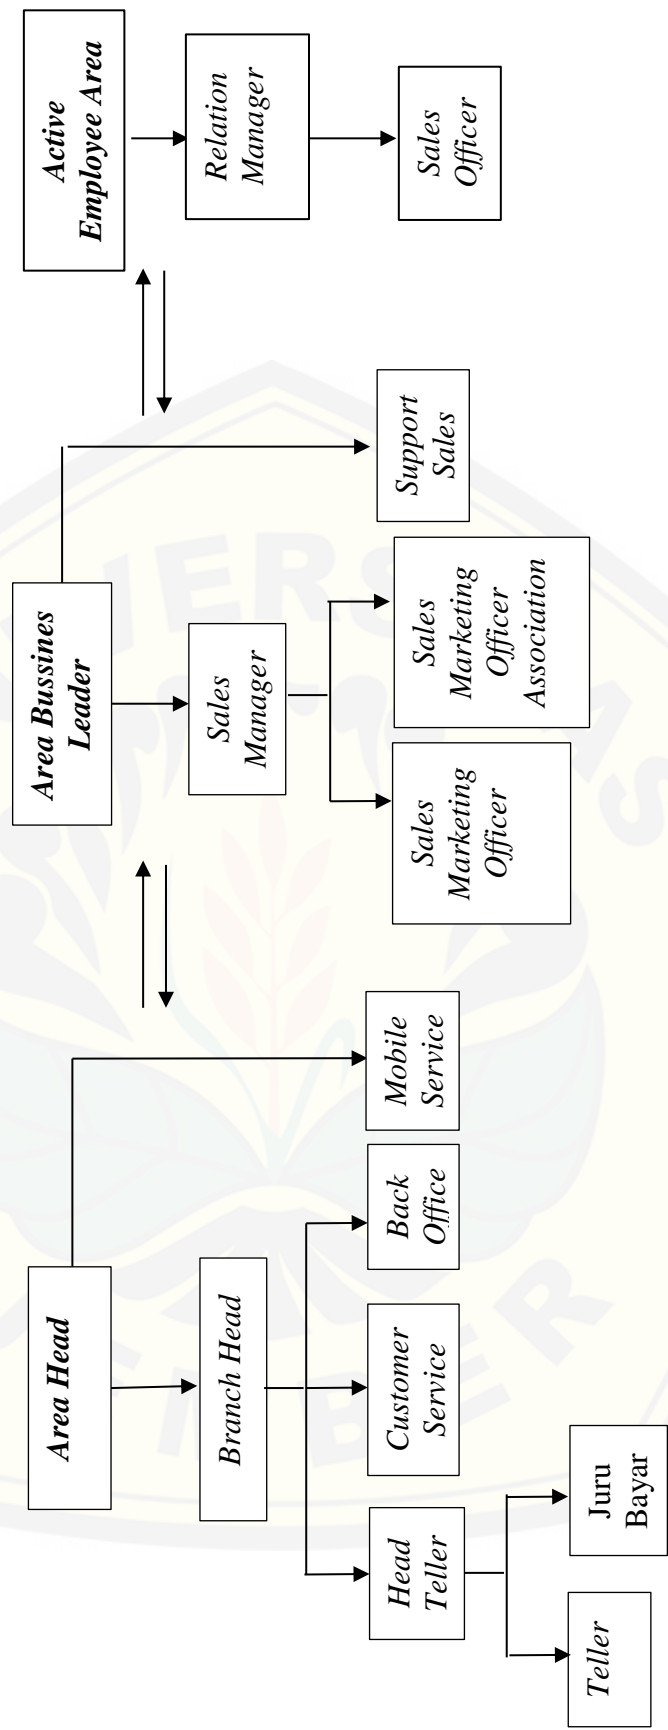 Area Head
Area Bussines
Leader
Active
Employee Area
Branch Head
Sales
Manager
Relation
Manager
Head
Teller
Customer
Service
Back
Office
Mobile
Service
Sales
Marketing
Officer
Sales
Marketing
Officer
Association
Support
Sales
Sales
Officer
Teller
Juru
Bayar